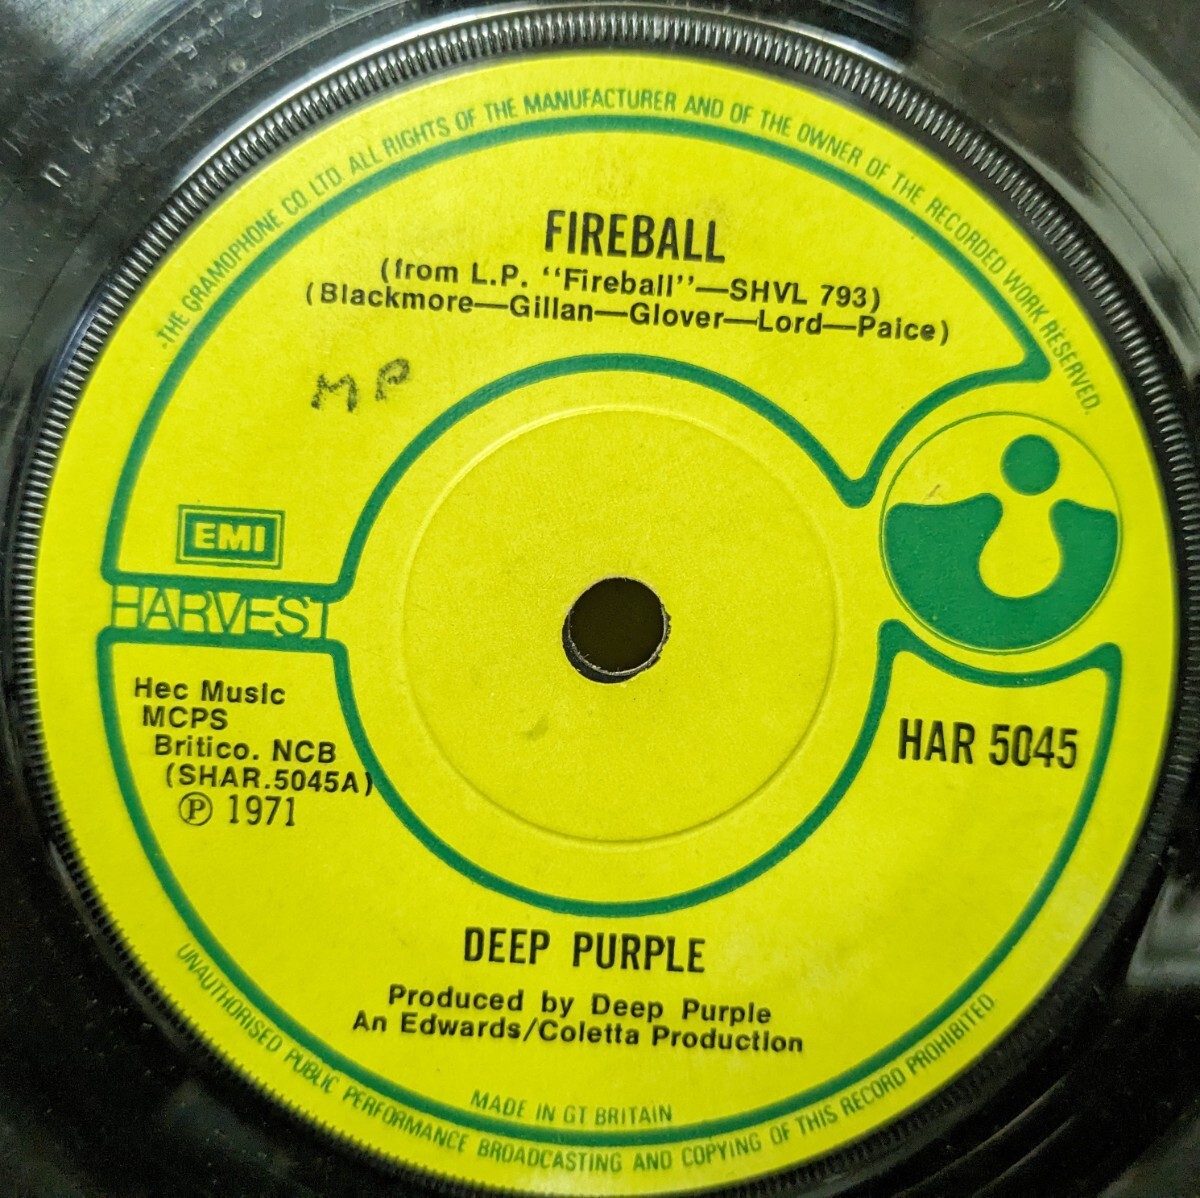 -THE GRAMOPHONE CO. LTD. ALL RIGHTS OF THE MANUFACTURER AND OF THE OWNER OF THE RECORDED WORK RESERVED.
FIREBALL
(from L.P. "Fireball"—SHVL 793)
(Blackmore—Gillan—Glover—Lord—Paice)
MP
EMI
HARVEST
Hec Music
MCPS
Britico. NCB
(SHAR.5045A)
Ⓟ 1971
HAR 5045
DEEP PURPLE
Produced by Deep Purple
An Edwards/Coletta Production
MADE IN GT BRITAIN
UNAUTHORISED PUBLIC PERFORMANCE BROADCASTING AND COPYING OF THIS RECORD PROHIBITED